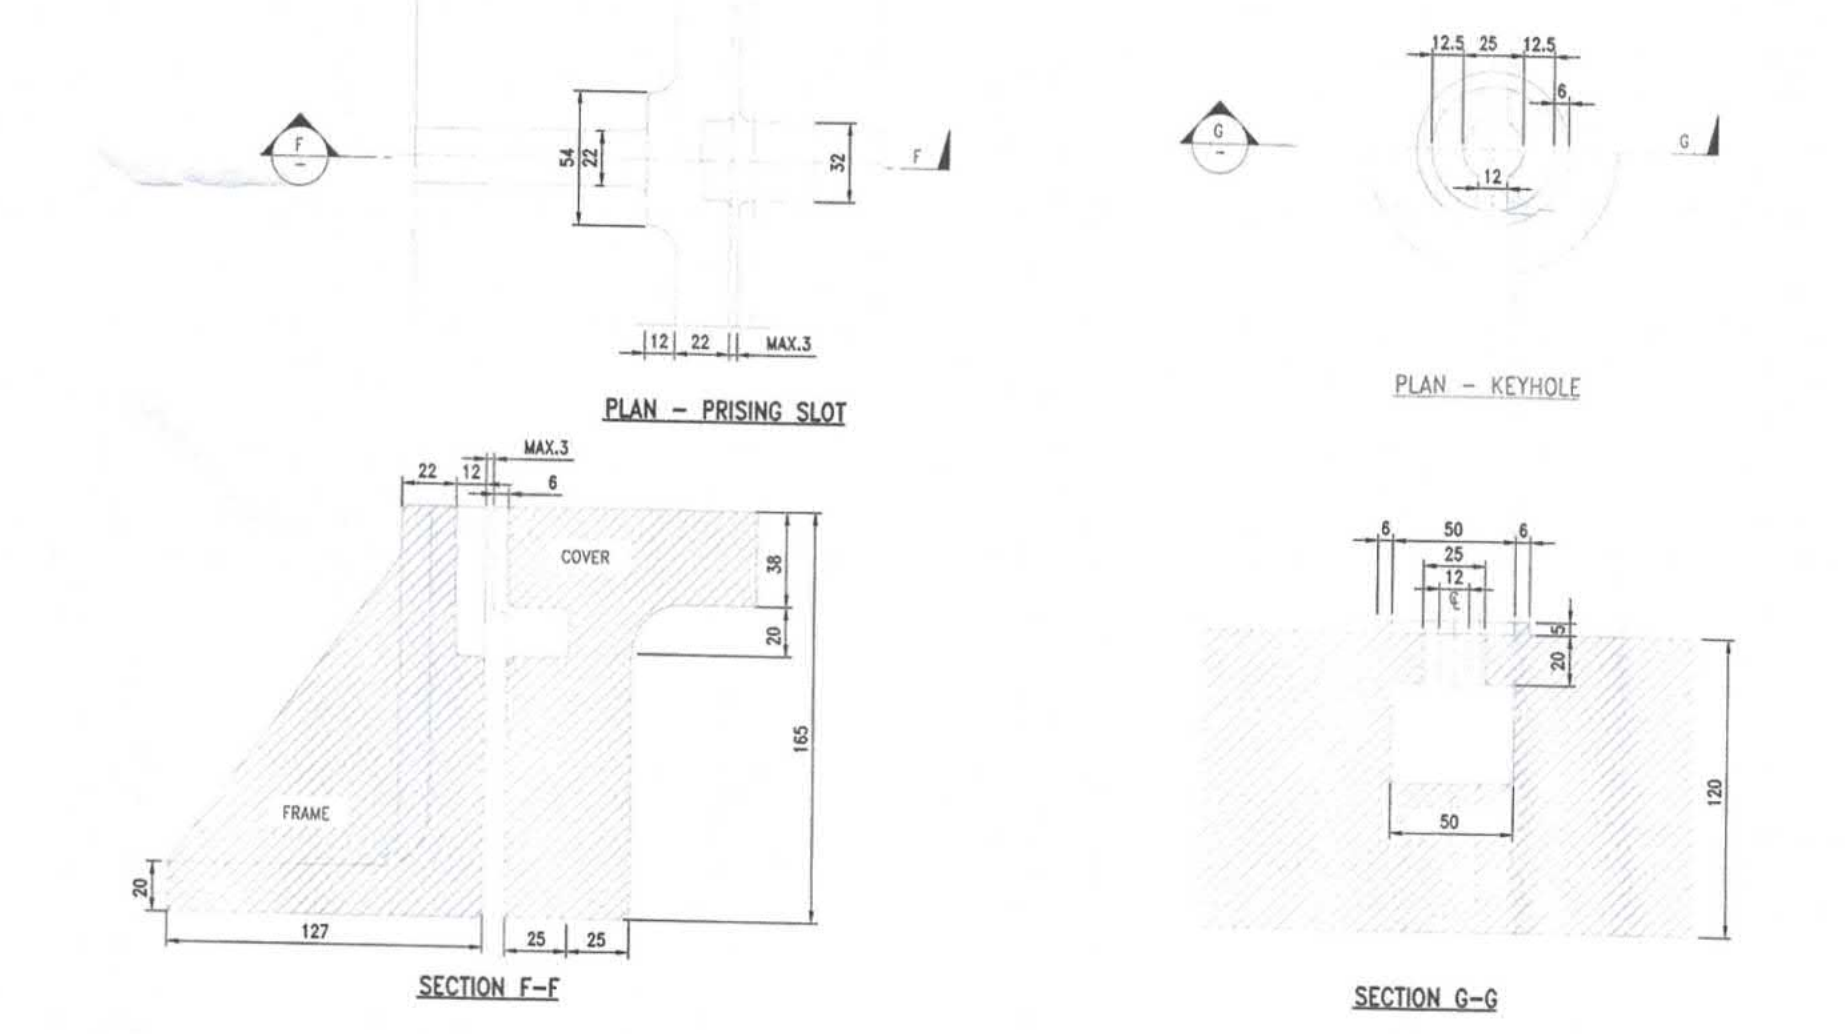 F
-
54
22
32
F
12
22
MAX.3
PLAN - PRISING SLOT
12.5
25
12.5
6
G
-
G
12
PLAN - KEYHOLE
MAX.3
22
12
6
COVER
38
20
165
FRAME
20
127
25
25
SECTION F-F
6
50
6
25
12
5
20
120
50
SECTION G-G